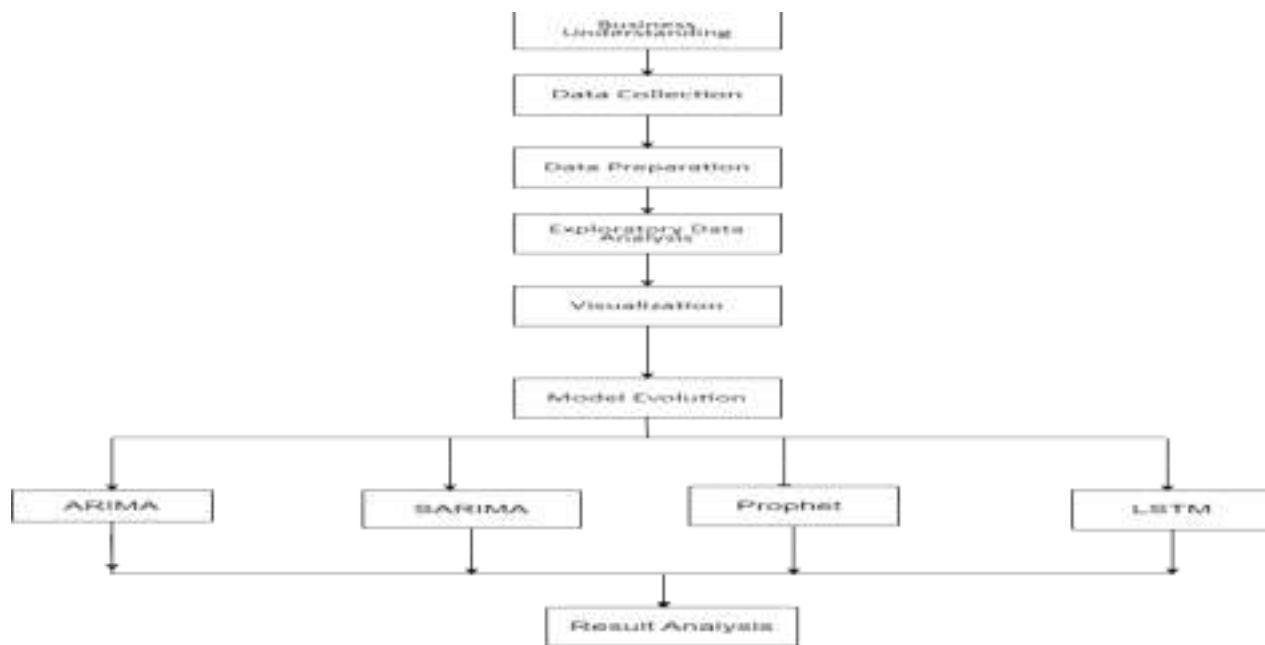 Business
Understanding
Data Collection
Data Preparation
Exploratory Data
Analysis
Visualization
Model Evolution
ARIMA
SARIMA
Prophet
LSTM
Result Analysis